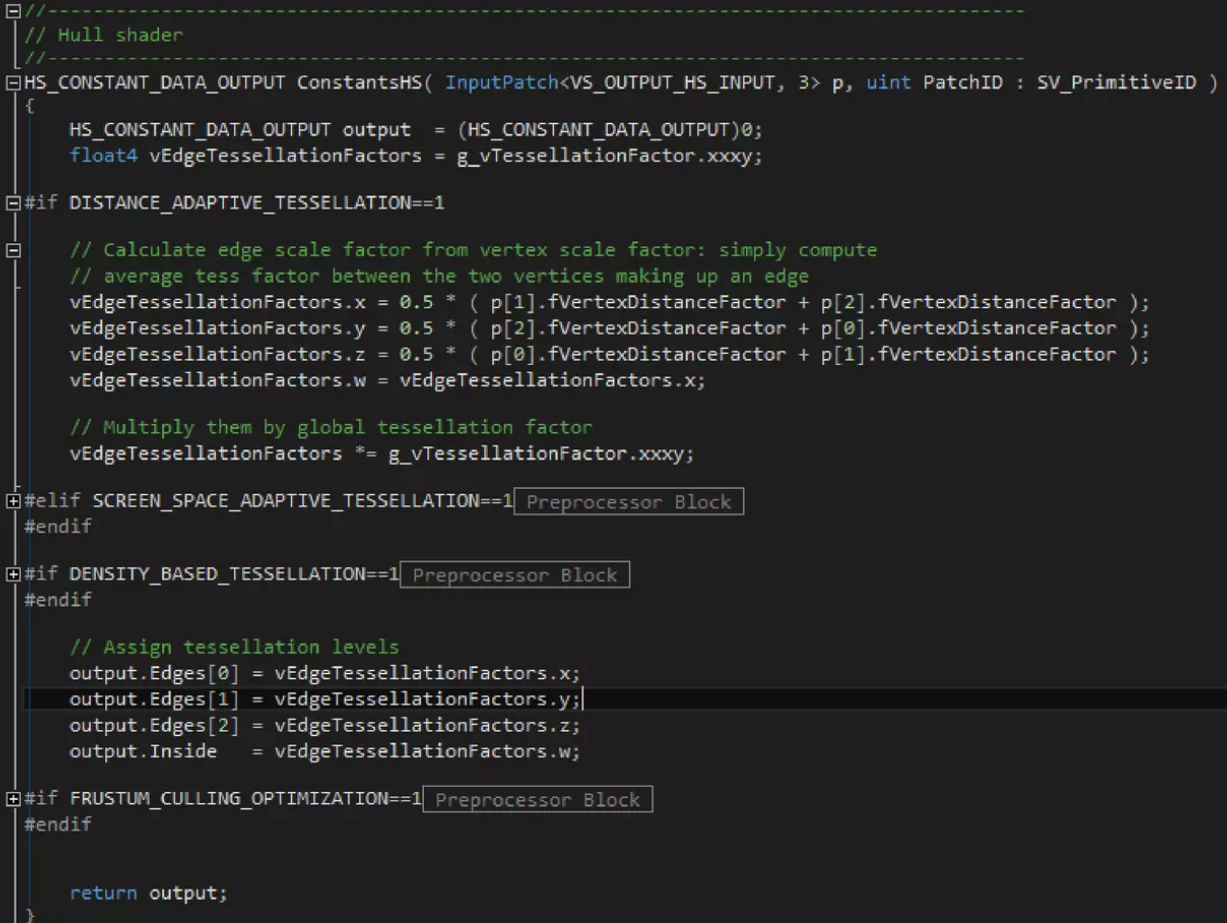 //--------------------------------------------------------------------------------------
// Hull shader
//--------------------------------------------------------------------------------------
HS_CONSTANT_DATA_OUTPUT ConstantsHS( InputPatch<VS_OUTPUT_HS_INPUT, 3> p, uint PatchID : SV_PrimitiveID )
{
    HS_CONSTANT_DATA_OUTPUT output  = (HS_CONSTANT_DATA_OUTPUT)0;
    float4 vEdgeTessellationFactors = g_vTessellationFactor.xxxy;
#if DISTANCE_ADAPTIVE_TESSELLATION==1
    // Calculate edge scale factor from vertex scale factor: simply compute
    // average tess factor between the two vertices making up an edge
    vEdgeTessellationFactors.x = 0.5 * ( p[1].fVertexDistanceFactor + p[2].fVertexDistanceFactor );
    vEdgeTessellationFactors.y = 0.5 * ( p[2].fVertexDistanceFactor + p[0].fVertexDistanceFactor );
    vEdgeTessellationFactors.z = 0.5 * ( p[0].fVertexDistanceFactor + p[1].fVertexDistanceFactor );
    vEdgeTessellationFactors.w = vEdgeTessellationFactors.x;
    // Multiply them by global tessellation factor
    vEdgeTessellationFactors *= g_vTessellationFactor.xxxy;
#elif SCREEN_SPACE_ADAPTIVE_TESSELLATION==1 Preprocessor Block
#endif
#if DENSITY_BASED_TESSELLATION==1 Preprocessor Block
#endif
    // Assign tessellation levels
    output.Edges[0] = vEdgeTessellationFactors.x;
    output.Edges[1] = vEdgeTessellationFactors.y;
    output.Edges[2] = vEdgeTessellationFactors.z;
    output.Inside   = vEdgeTessellationFactors.w;
#if FRUSTUM_CULLING_OPTIMIZATION==1 Preprocessor Block
#endif
    return output;
}